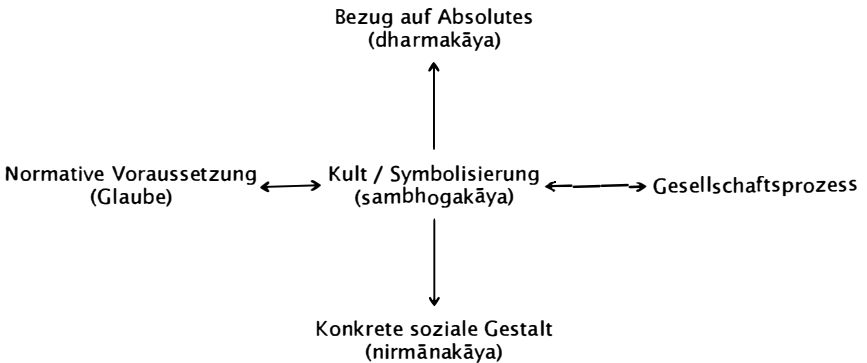 Bezug auf Absolutes
(dharmakāya)
Normative Voraussetzung
(Glaube)
Kult / Symbolisierung
(sambhogakāya)
Gesellschaftsprozess
Konkrete soziale Gestalt
(nirmānakāya)